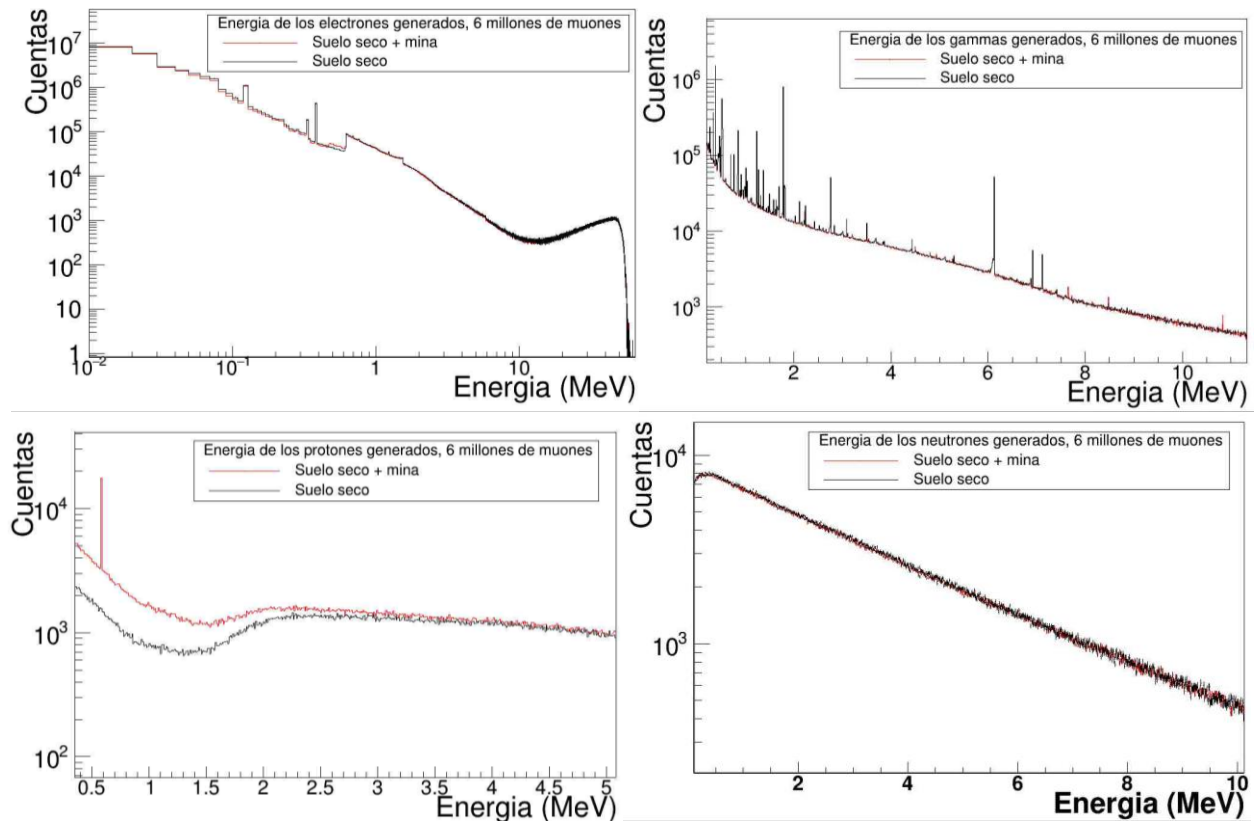 Energia de los electrones generados, 6 millones de muones
Suelo seco + mina
Suelo seco
Cuentas
10^7
10^6
10^5
10^4
10^3
10^2
10
1
10^-2
10^-1
1
10
Energia (MeV)
Energia de los gammas generados, 6 millones de muones
Suelo seco + mina
Suelo seco
Cuentas
10^6
10^5
10^4
10^3
2
4
6
8
10
Energia (MeV)
Energia de los protones generados, 6 millones de muones
Suelo seco + mina
Suelo seco
Cuentas
10^4
10^3
10^2
0.5
1
1.5
2
2.5
3
3.5
4
4.5
5
Energia (MeV)
Energia de los neutrones generados, 6 millones de muones
Suelo seco + mina
Suelo seco
Cuentas
10^4
10^3
2
4
6
8
10
Energia (MeV)